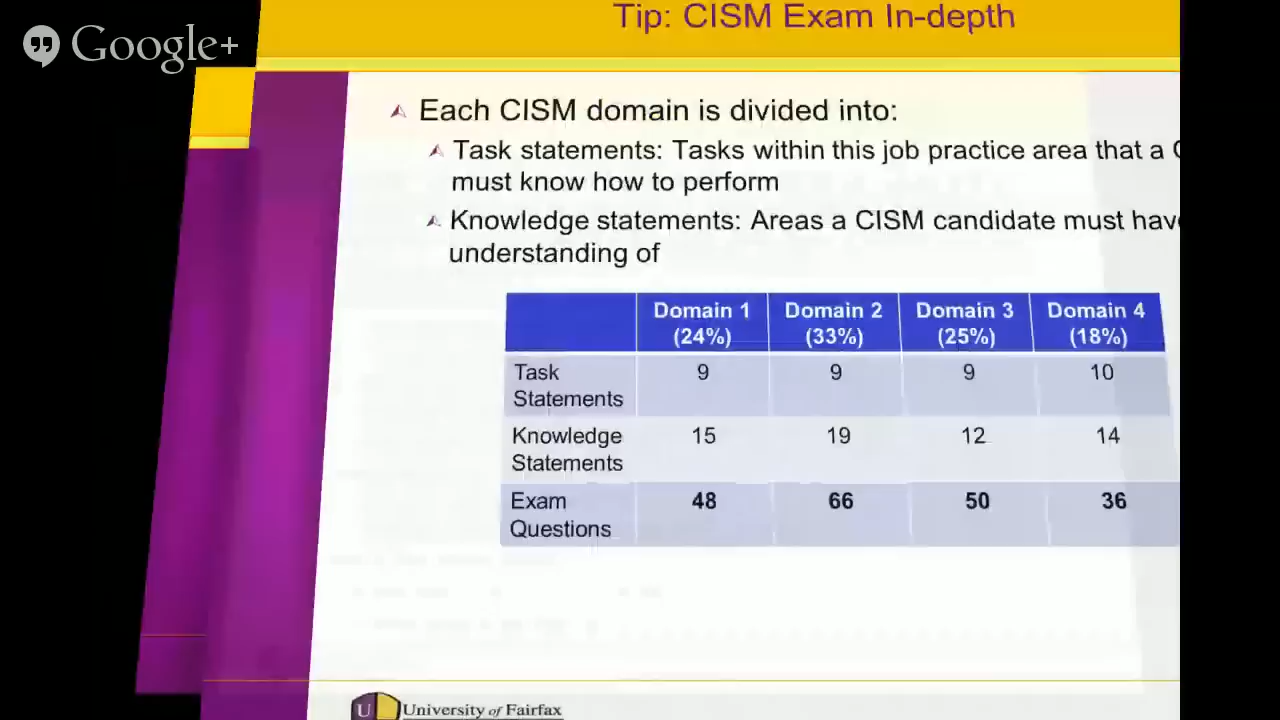 Google+
Tip: CISM Exam In-depth
Each CISM domain is divided into:
Task statements: Tasks within this job practice area that a
must know how to perform
Knowledge statements: Areas a CISM candidate must have
understanding of
Domain 1 Domain 2 Domain 3 Domain 4
(24%) (33%) (25%) (18%)
Task 9 9 9 10
Statements
Knowledge 15 19 12 14
Statements
Exam 48 66 50 36
Questions
U University of Fairfax